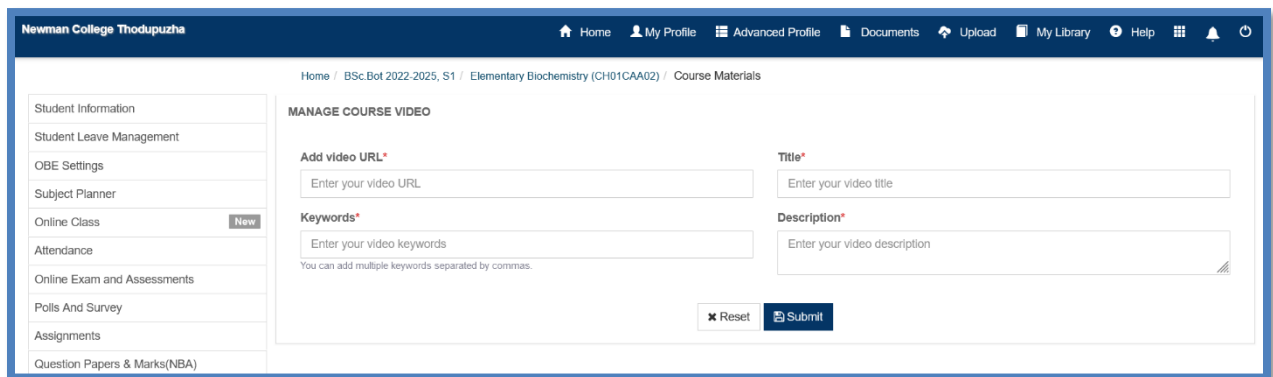 Newman College Thodupuzha
Home My Profile Advanced Profile Documents Upload My Library Help
Home / BSc.Bot 2022-2025, S1 / Elementary Biochemistry (CH01CAA02) / Course Materials
Student Information
Student Leave Management
OBE Settings
Subject Planner
Online Class New
Attendance
Online Exam and Assessments
Polls And Survey
Assignments
Question Papers & Marks(NBA)
MANAGE COURSE VIDEO
Add video URL* Title*
Enter your video URL Enter your video title
Keywords* Description*
Enter your video keywords Enter your video description
You can add multiple keywords separated by commas.
Reset Submit